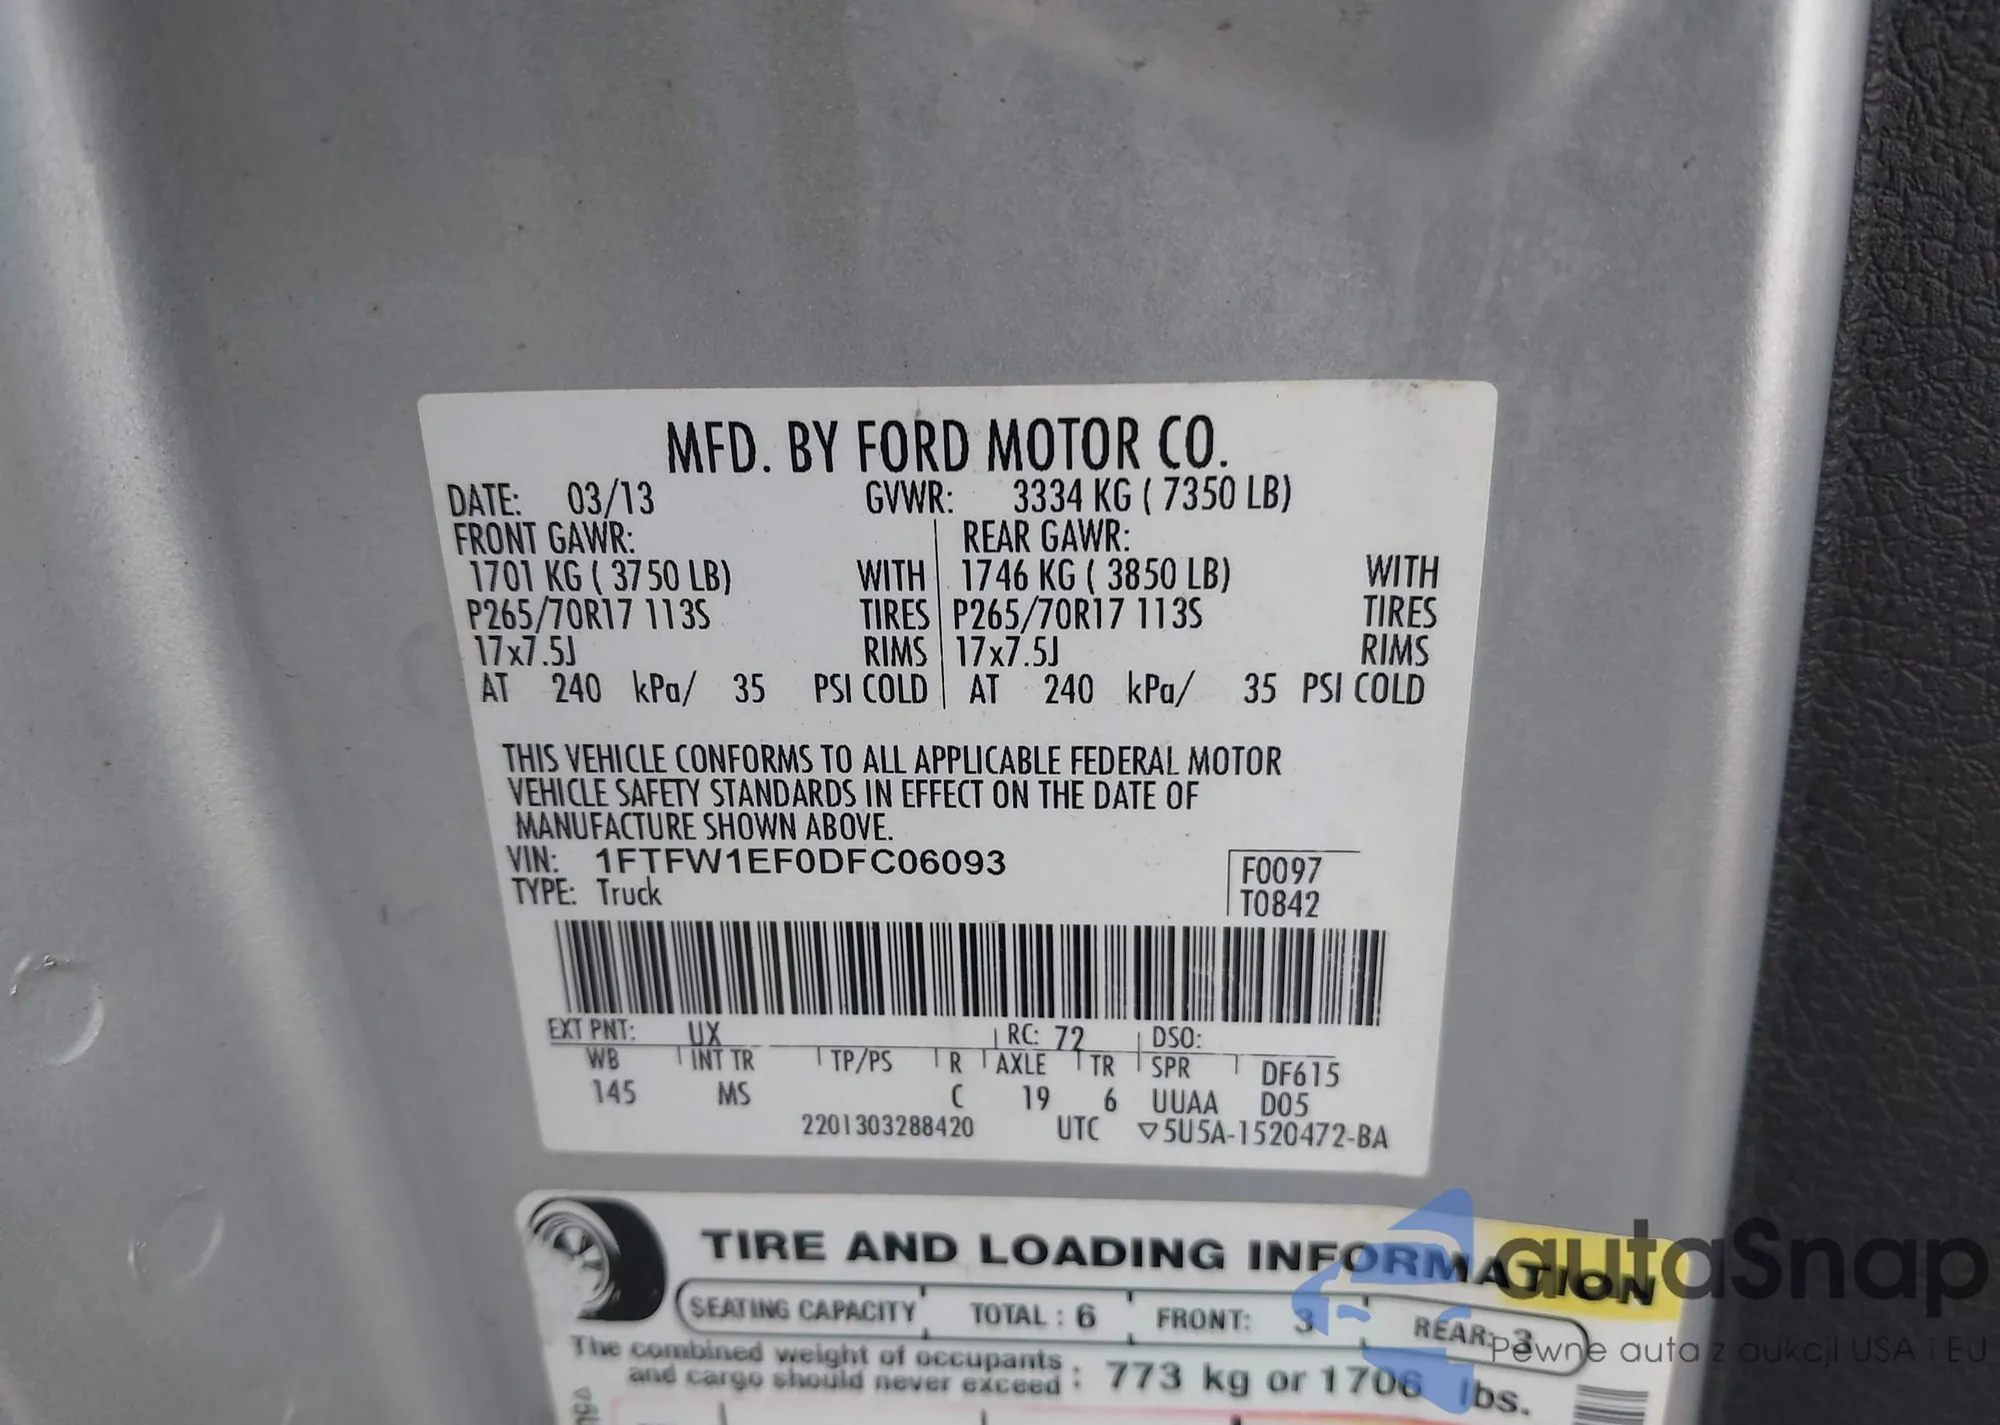 MFD. BY FORD MOTOR CO.
DATE: 03/13 GVWR: 3334 KG ( 7350 LB)
FRONT GAWR: REAR GAWR:
1701 KG ( 3750 LB) WITH 1746 KG ( 3850 LB) WITH
P265/70R17 113S TIRES P265/70R17 113S TIRES
17x7.5J RIMS 17x7.5J RIMS
AT 240 kPa/ 35 PSI COLD AT 240 kPa/ 35 PSI COLD
THIS VEHICLE CONFORMS TO ALL APPLICABLE FEDERAL MOTOR
VEHICLE SAFETY STANDARDS IN EFFECT ON THE DATE OF
MANUFACTURE SHOWN ABOVE.
VIN: 1FTFW1EF0DFC06093 F0097
TYPE: Truck T0842
EXT PNT: UX RC: 72 DSO:
WB INT TR TP/PS R AXLE TR SPR DF615
145 MS C 19 6 UUAA D05
2201303288420 UTC ▽5U5A-1520472-BA
TIRE AND LOADING INFORMATION
SEATING CAPACITY TOTAL : 6 FRONT: 3 REAR: 3
The combined weight of occupants
and cargo should never exceed : 773 kg or 1706 lbs.
autaSnap
Pewne auta z aukcji USA i EU